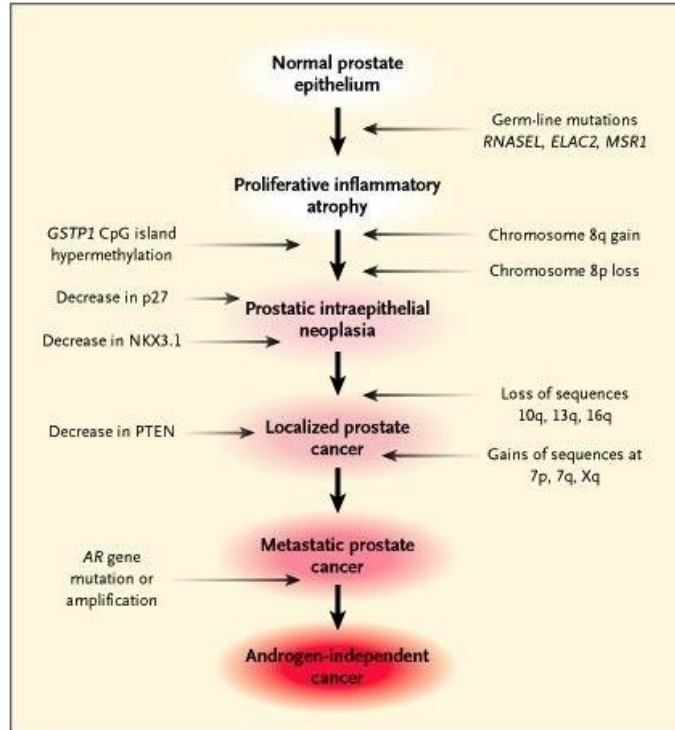 Normal prostate
epithelium
Germ-line mutations
RNASEL, ELAC2, MSR1
Proliferative inflammatory
atrophy
GSTP1 CpG island
hypermethylation
Chromosome 8q gain
Chromosome 8p loss
Decrease in p27
Prostatic intraepithelial
neoplasia
Decrease in NKX3.1
Loss of sequences
10q, 13q, 16q
Decrease in PTEN
Localized prostate
cancer
Gains of sequences at
7p, 7q, Xq
Metastatic prostate
cancer
AR gene
mutation or
amplification
Androgen-independent
cancer